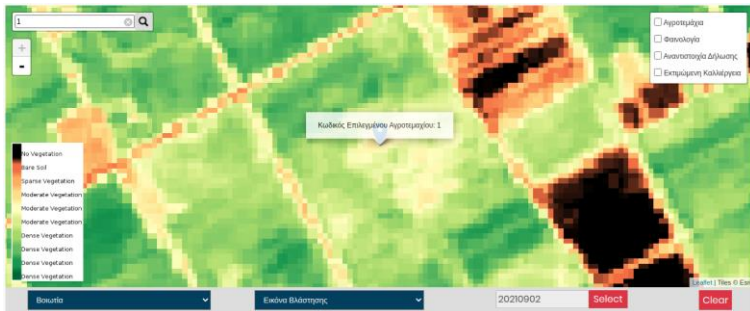 1
Αγροτεμάχια
Φαινολογία
Αναντιστοιχία Δήλωσης
Εκτιμώμενη Καλλιέργεια
+
-
Κωδικός Επιλεγμένου Αγροτεμαχίου: 1
No Vegetation
Bare Soil
Sparse Vegetation
Moderate Vegetation
Moderate Vegetation
Moderate Vegetation
Dense Vegetation
Dense Vegetation
Dense Vegetation
Dense Vegetation
Leaflet | Tiles © Esri
Βοιωτία
Εικόνα Βλάστησης
20210902
Select
Clear